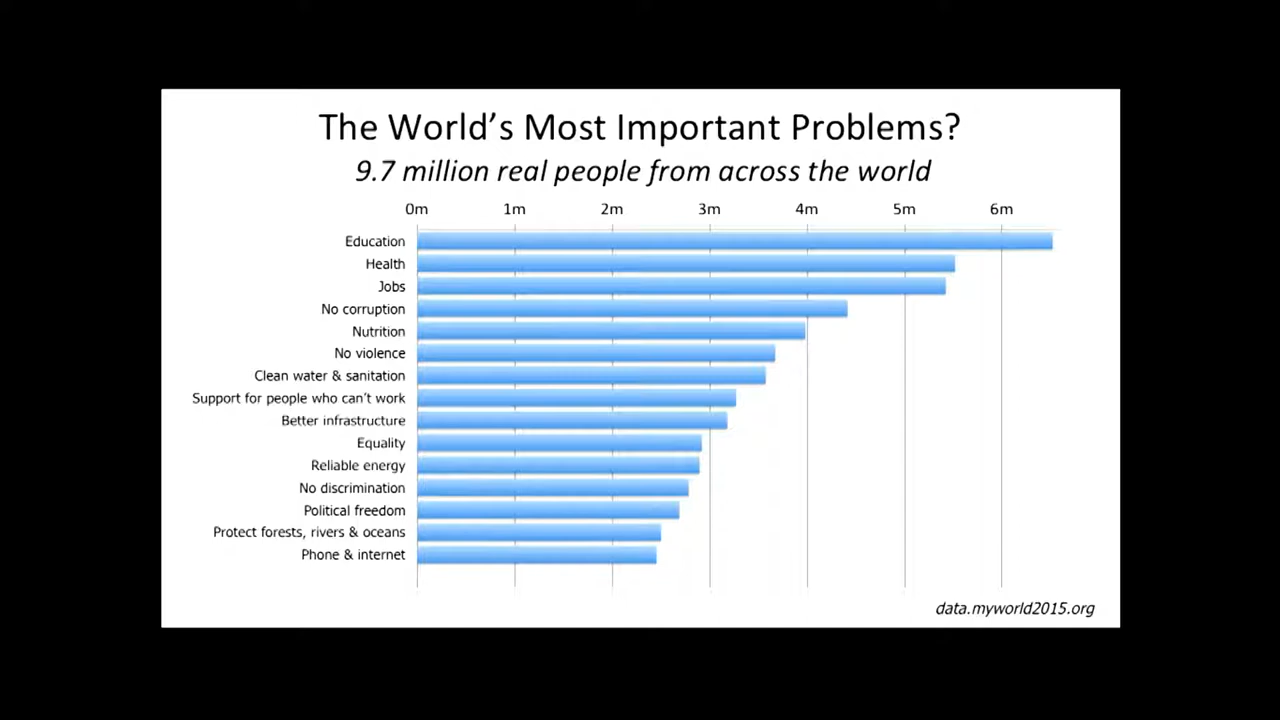 The World's Most Important Problems?
9.7 million real people from across the world
0m 1m 2m 3m 4m 5m 6m
Education
Health
Jobs
No corruption
Nutrition
No violence
Clean water & sanitation
Support for people who can't work
Better infrastructure
Equality
Reliable energy
No discrimination
Political freedom
Protect forests, rivers & oceans
Phone & internet
data.myworld2015.org